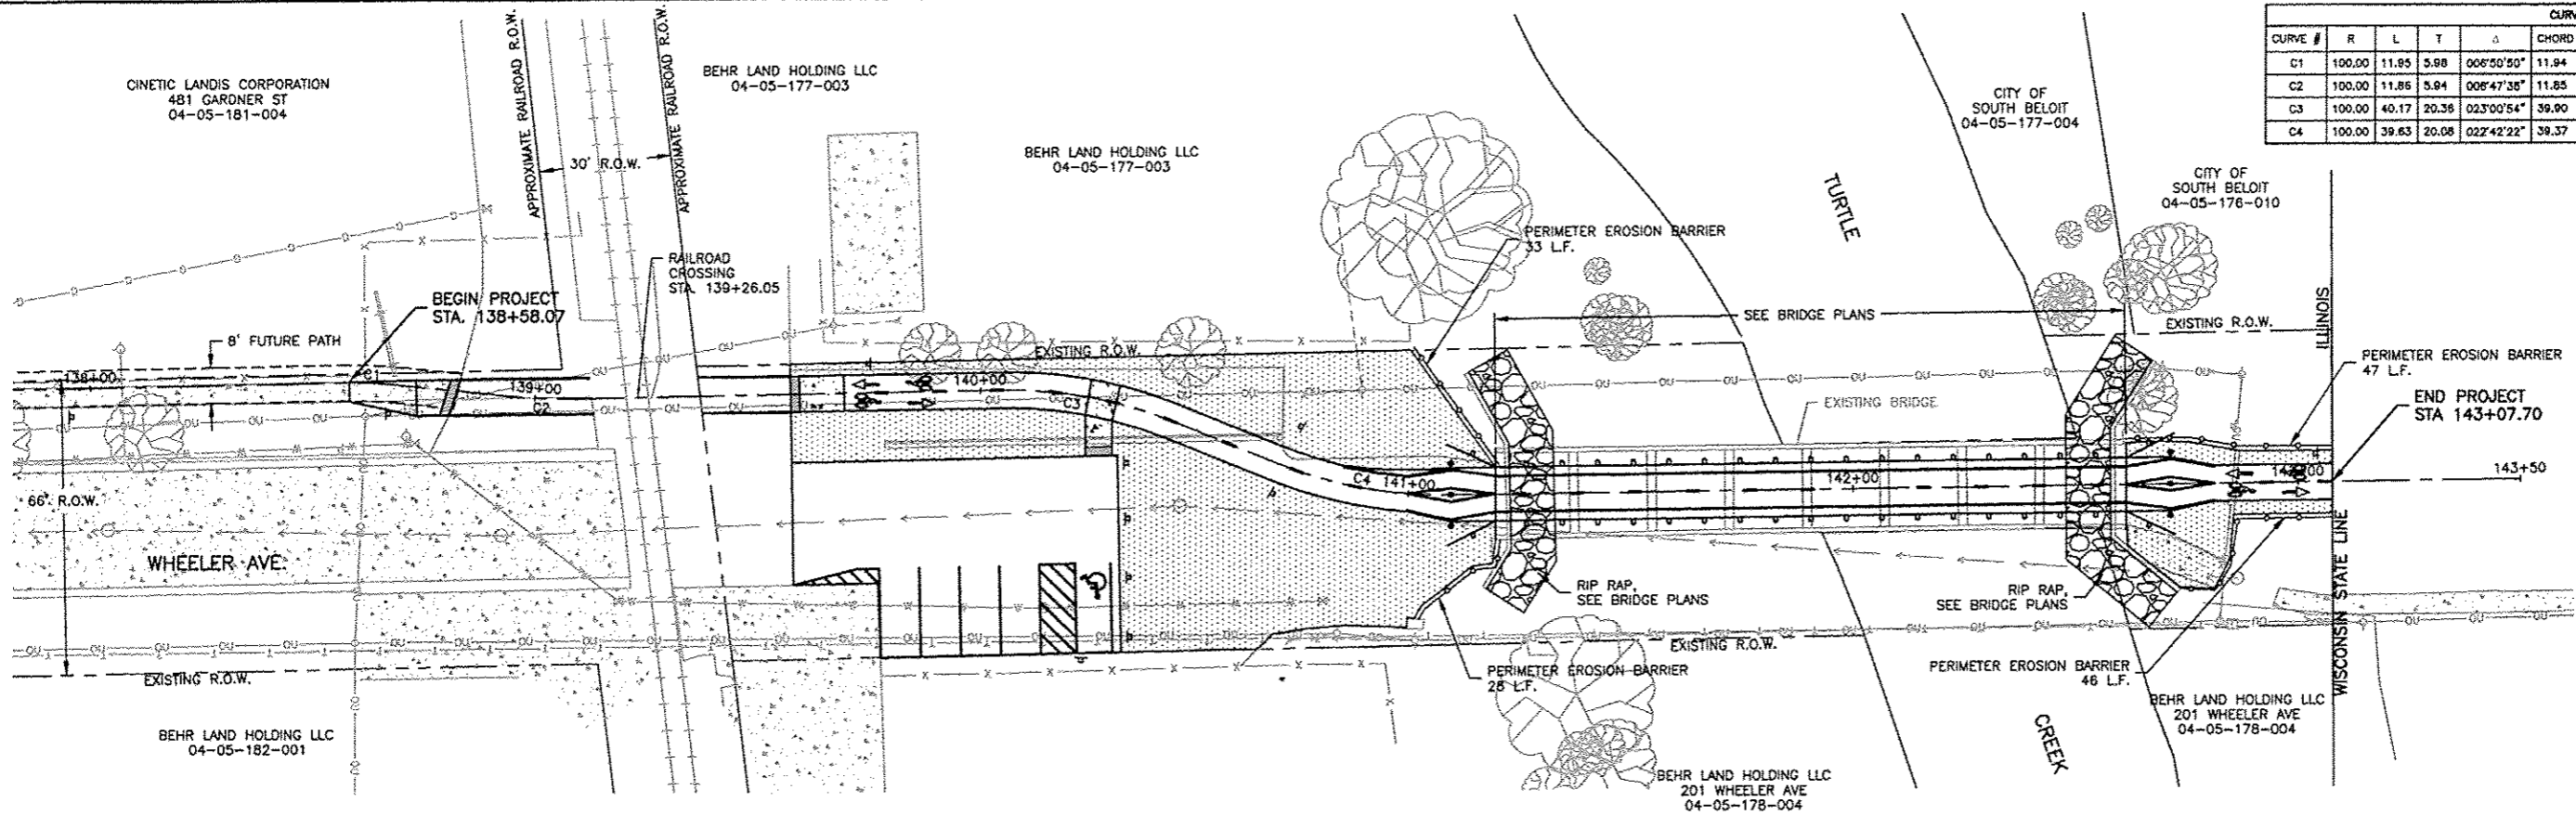 CURV
CURVE # R L T Δ CHORD
C1 100.00 11.95 5.98 006°50'50" 11.94
C2 100.00 11.86 5.94 006°47'38" 11.85
C3 100.00 40.17 20.36 023°00'54" 39.90
C4 100.00 39.63 20.08 022°42'22" 39.37
CINETIC LANDIS CORPORATION
481 GARDNER ST
04-05-181-004
APPROXIMATE RAILROAD R.O.W.
30' R.O.W.
APPROXIMATE RAILROAD R.O.W.
BEHR LAND HOLDING LLC
04-05-177-003
BEHR LAND HOLDING LLC
04-05-177-003
CITY OF
SOUTH BELOIT
04-05-177-004
CITY OF
SOUTH BELOIT
04-05-176-010
TURTLE
PERIMETER EROSION BARRIER
33 L.F.
RAILROAD
CROSSING
STA. 139+26.05
BEGIN PROJECT
STA. 138+58.07
8' FUTURE PATH
SEE BRIDGE PLANS
EXISTING R.O.W.
EXISTING R.O.W.
ILLINOIS
PERIMETER EROSION BARRIER
47 L.F.
END PROJECT
STA 143+07.70
138+00
C1
139+00
C2
140+00
C3
EXISTING BRIDGE
C4
141+00
142+00
143+00
143+50
66' R.O.W.
WHEELER AVE.
RIP RAP,
SEE BRIDGE PLANS
RIP RAP,
SEE BRIDGE PLANS
WISCONSIN STATE LINE
EXISTING R.O.W.
EXISTING R.O.W.
PERIMETER EROSION BARRIER
28 L.F.
PERIMETER EROSION BARRIER
46 L.F.
BEHR LAND HOLDING LLC
04-05-182-001
BEHR LAND HOLDING LLC
201 WHEELER AVE
04-05-178-004
CREEK
BEHR LAND HOLDING LLC
201 WHEELER AVE
04-05-178-004